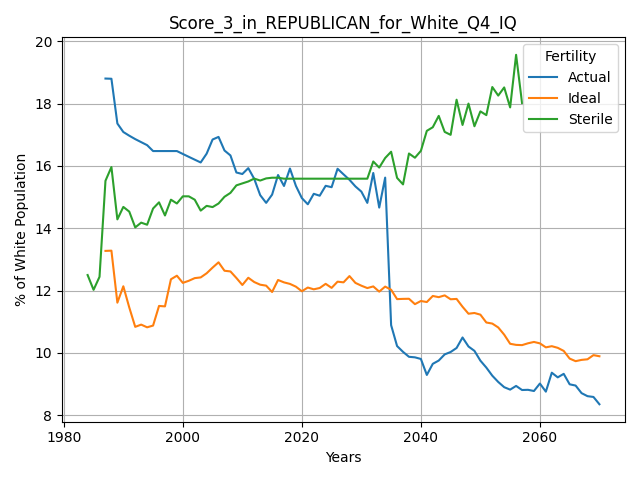 Score_3_in_REPUBLICAN_for_White_Q4_IQ
Fertility
Actual
Ideal
Sterile
% of White Population
20
18
16
14
12
10
8
1980
2000
2020
2040
2060
Years